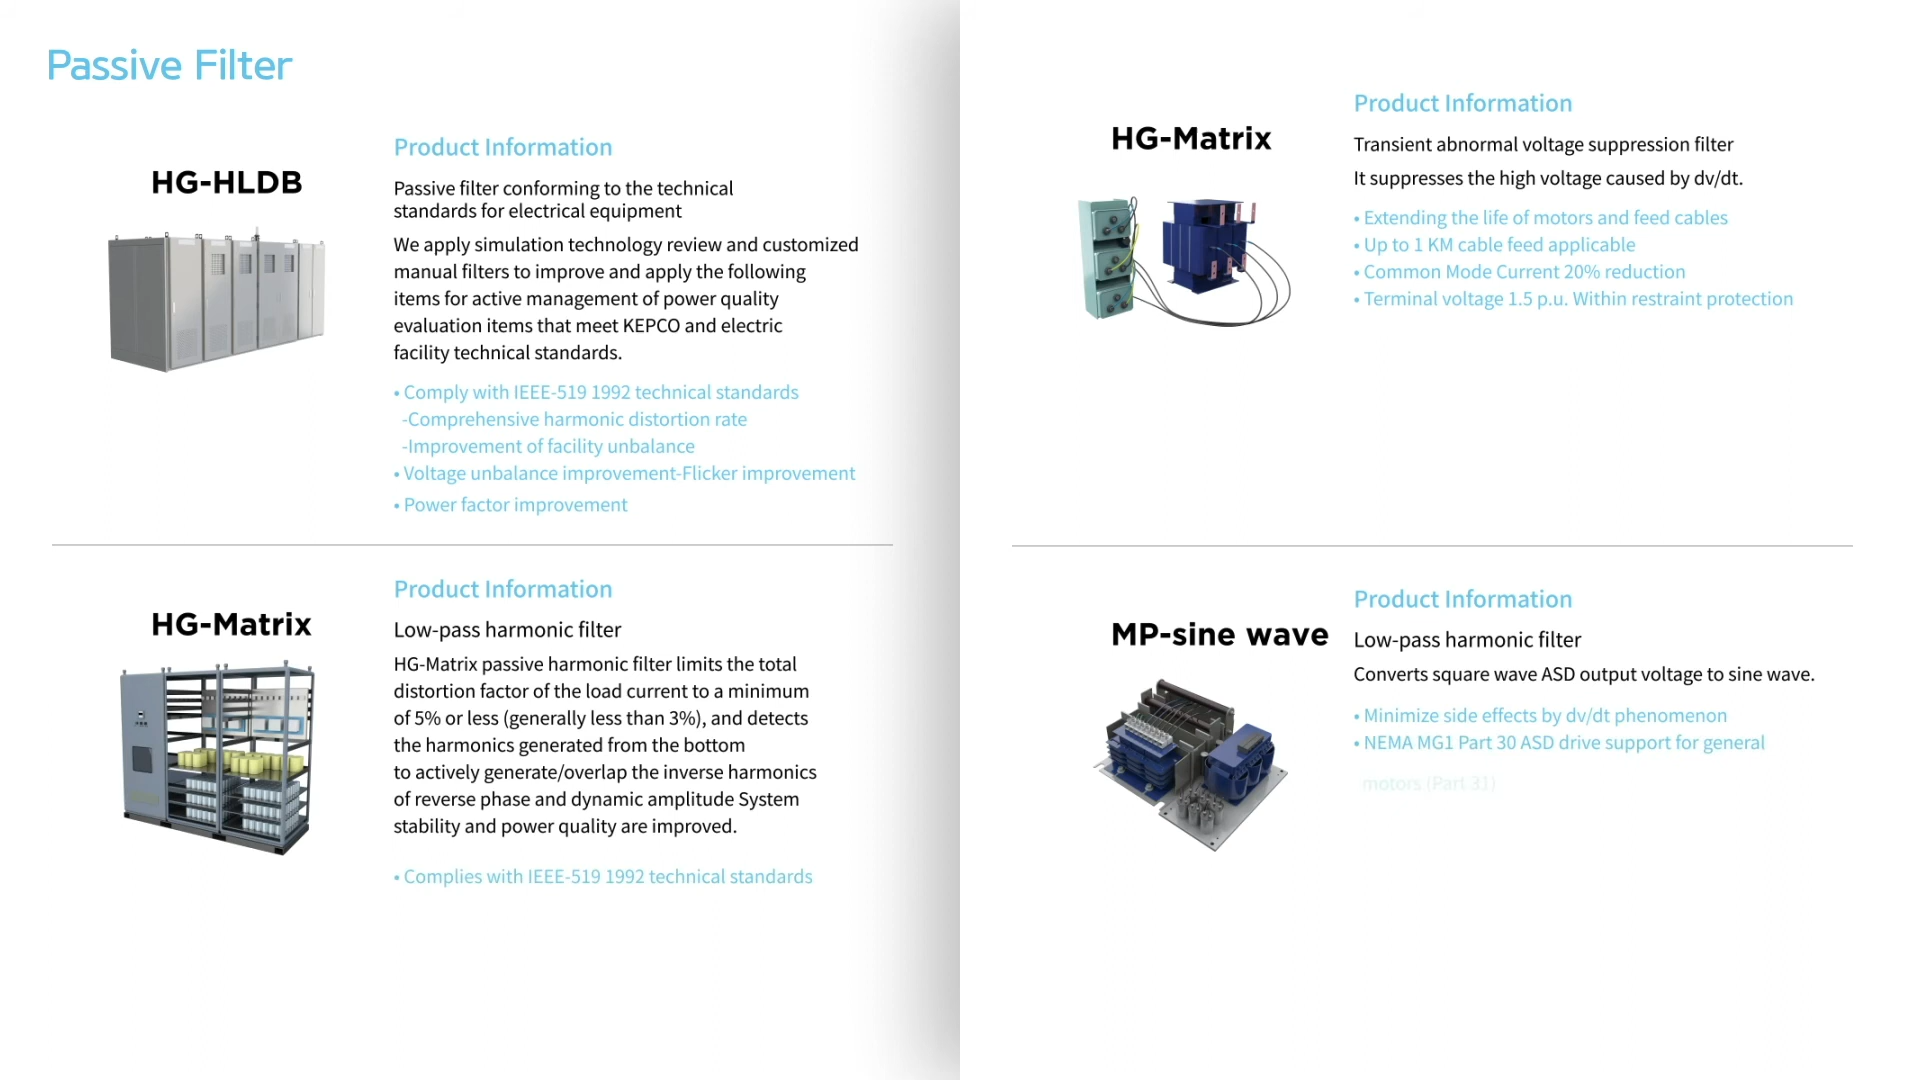 Passive Filter
HG-HLDB
Product Information
Passive filter conforming to the technical
standards for electrical equipment
We apply simulation technology review and customized
manual filters to improve and apply the following
items for active management of power quality
evaluation items that meet KEPCO and electric
facility technical standards.
• Comply with IEEE-519 1992 technical standards
-Comprehensive harmonic distortion rate
-Improvement of facility unbalance
• Voltage unbalance improvement-Flicker improvement
• Power factor improvement
HG-Matrix
Product Information
Low-pass harmonic filter
HG-Matrix passive harmonic filter limits the total
distortion factor of the load current to a minimum
of 5% or less (generally less than 3%), and detects
the harmonics generated from the bottom
to actively generate/overlap the inverse harmonics
of reverse phase and dynamic amplitude System
stability and power quality are improved.
• Complies with IEEE-519 1992 technical standards
HG-Matrix
Product Information
Transient abnormal voltage suppression filter
It suppresses the high voltage caused by dv/dt.
• Extending the life of motors and feed cables
• Up to 1 KM cable feed applicable
• Common Mode Current 20% reduction
• Terminal voltage 1.5 p.u. Within restraint protection
MP-sine wave
Product Information
Low-pass harmonic filter
Converts square wave ASD output voltage to sine wave.
• Minimize side effects by dv/dt phenomenon
• NEMA MG1 Part 30 ASD drive support for general
motors (Part 31)